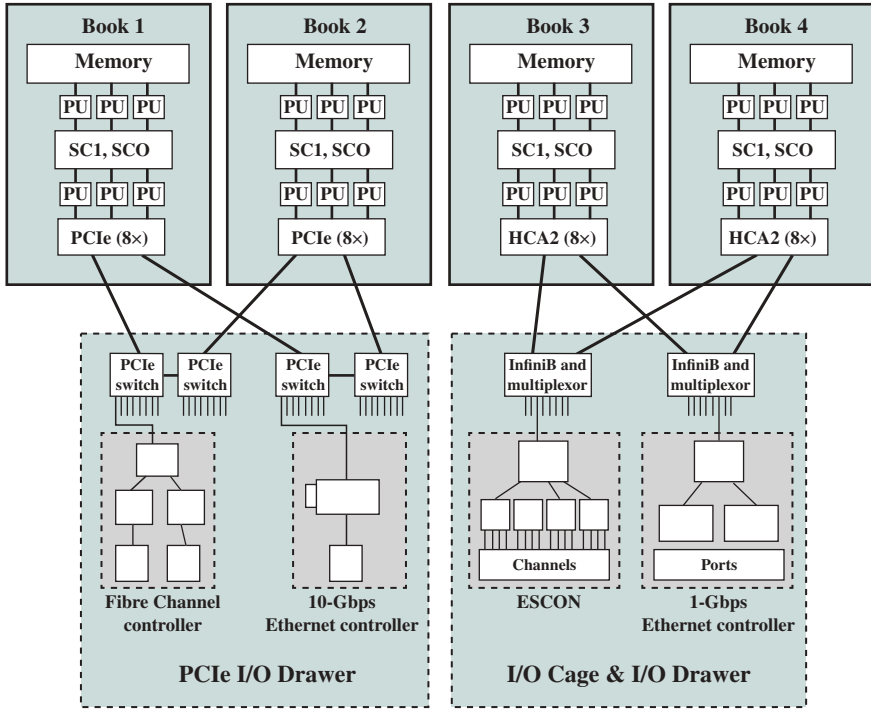 Book 1
Memory
PU PU PU
SC1, SCO
PU PU PU
PCIe (8×)
Book 2
Memory
PU PU PU
SC1, SCO
PU PU PU
PCIe (8×)
Book 3
Memory
PU PU PU
SC1, SCO
PU PU PU
HCA2 (8×)
Book 4
Memory
PU PU PU
SC1, SCO
PU PU PU
HCA2 (8×)
PCIe
switch
PCIe
switch
PCIe
switch
PCIe
switch
Fibre Channel
controller
10-Gbps
Ethernet controller
PCIe I/O Drawer
InfiniB and
multiplexor
InfiniB and
multiplexor
Channels
ESCON
Ports
1-Gbps
Ethernet controller
I/O Cage & I/O Drawer